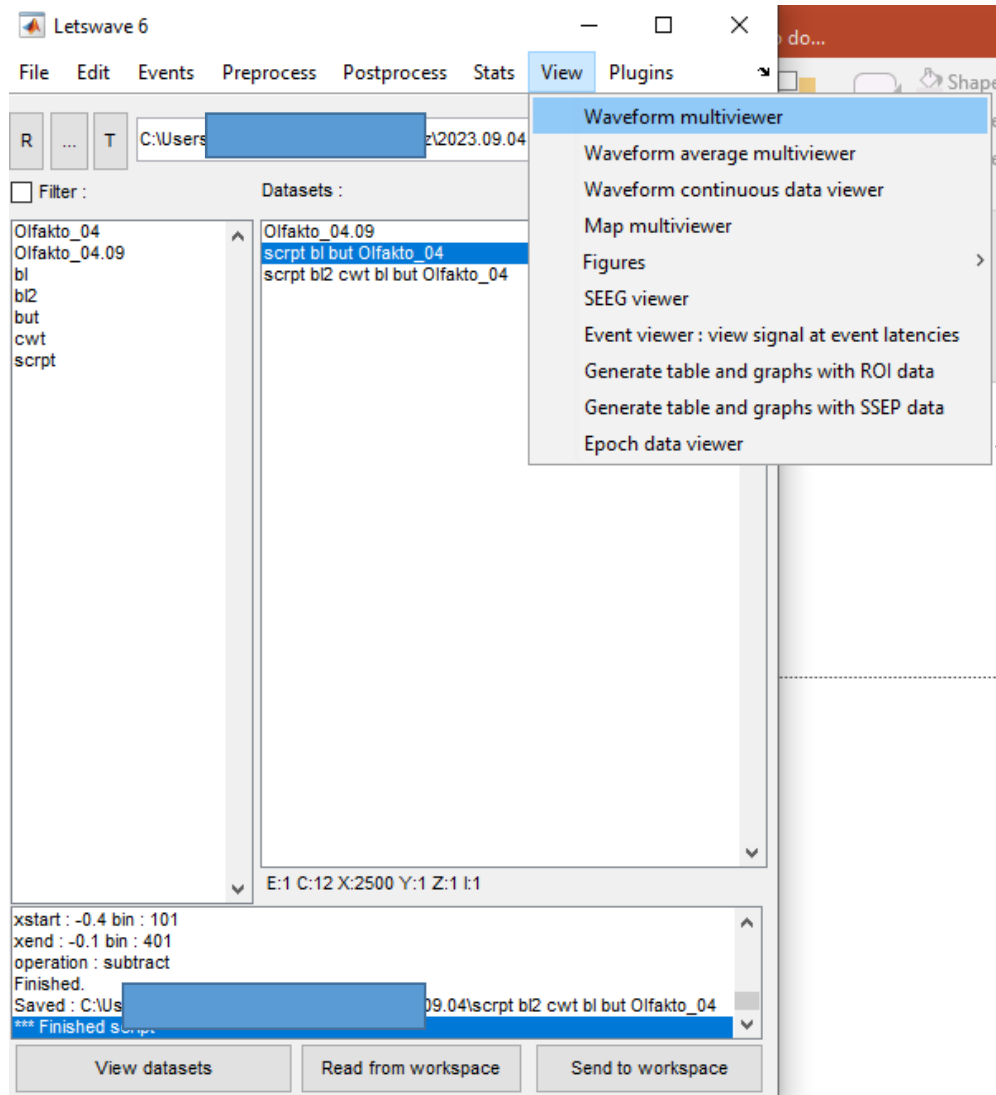 Letswave 6
o do...
File Edit Events Preprocess Postprocess Stats View Plugins
Shape
R ... T C:\Users z\2023.09.04
Waveform multiviewer
Waveform average multiviewer
Waveform continuous data viewer
Map multiviewer
Figures
SEEG viewer
Event viewer : view signal at event latencies
Generate table and graphs with ROI data
Generate table and graphs with SSEP data
Epoch data viewer
Filter :
Olfakto_04
Olfakto_04.09
bl
bl2
but
cwt
scrpt
Datasets :
Olfakto_04.09
scrpt bl but Olfakto_04
scrpt bl2 cwt bl but Olfakto_04
E:1 C:12 X:2500 Y:1 Z:1 I:1
xstart : -0.4 bin : 101
xend : -0.1 bin : 401
operation : subtract
Finished.
Saved : C:\Us 09.04\scrpt bl2 cwt bl but Olfakto_04
*** Finished script
View datasets Read from workspace Send to workspace